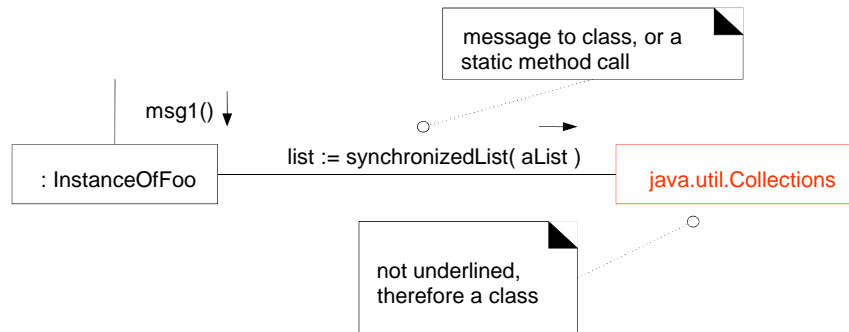 message to class, or a
static method call
msg1()
list := synchronizedList( aList )
: InstanceOfFoo
java.util.Collections
not underlined,
therefore a class